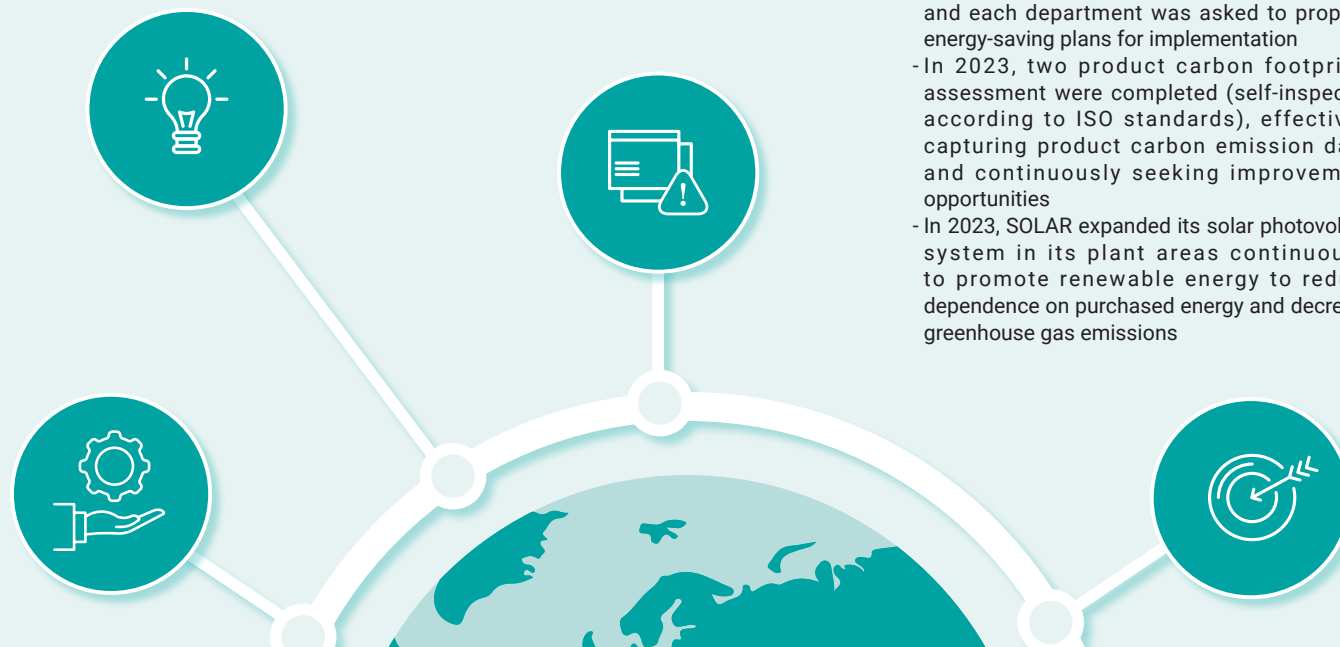 and each department was asked to prop
energy-saving plans for implementation
- In 2023, two product carbon footpri
assessment were completed (self-inspec
according to ISO standards), effectiv
capturing product carbon emission da
and continuously seeking improvem
opportunities
- In 2023, SOLAR expanded its solar photovol
system in its plant areas continuou
to promote renewable energy to red
dependence on purchased energy and decre
greenhouse gas emissions